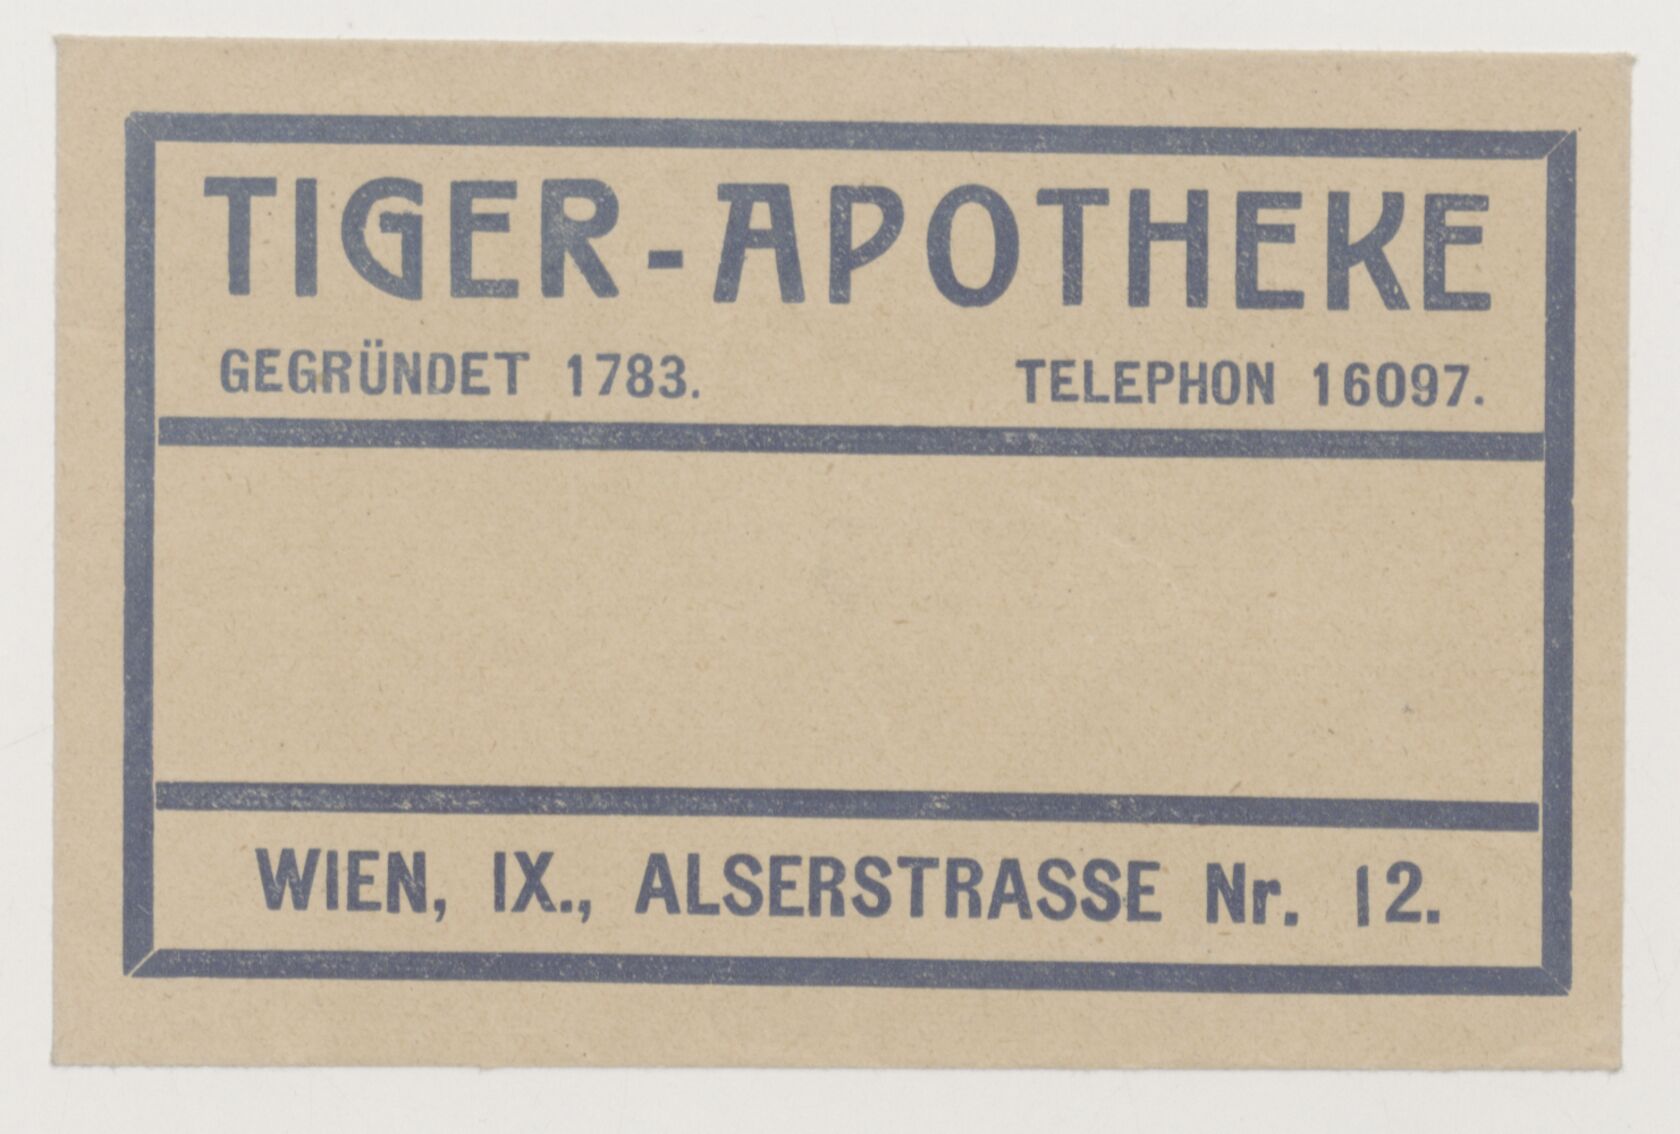 TIGER-APOTHEKE
GEGRÜNDET 1783. TELEPHON 16097.
WIEN, IX., ALSERSTRASSE Nr. 12.